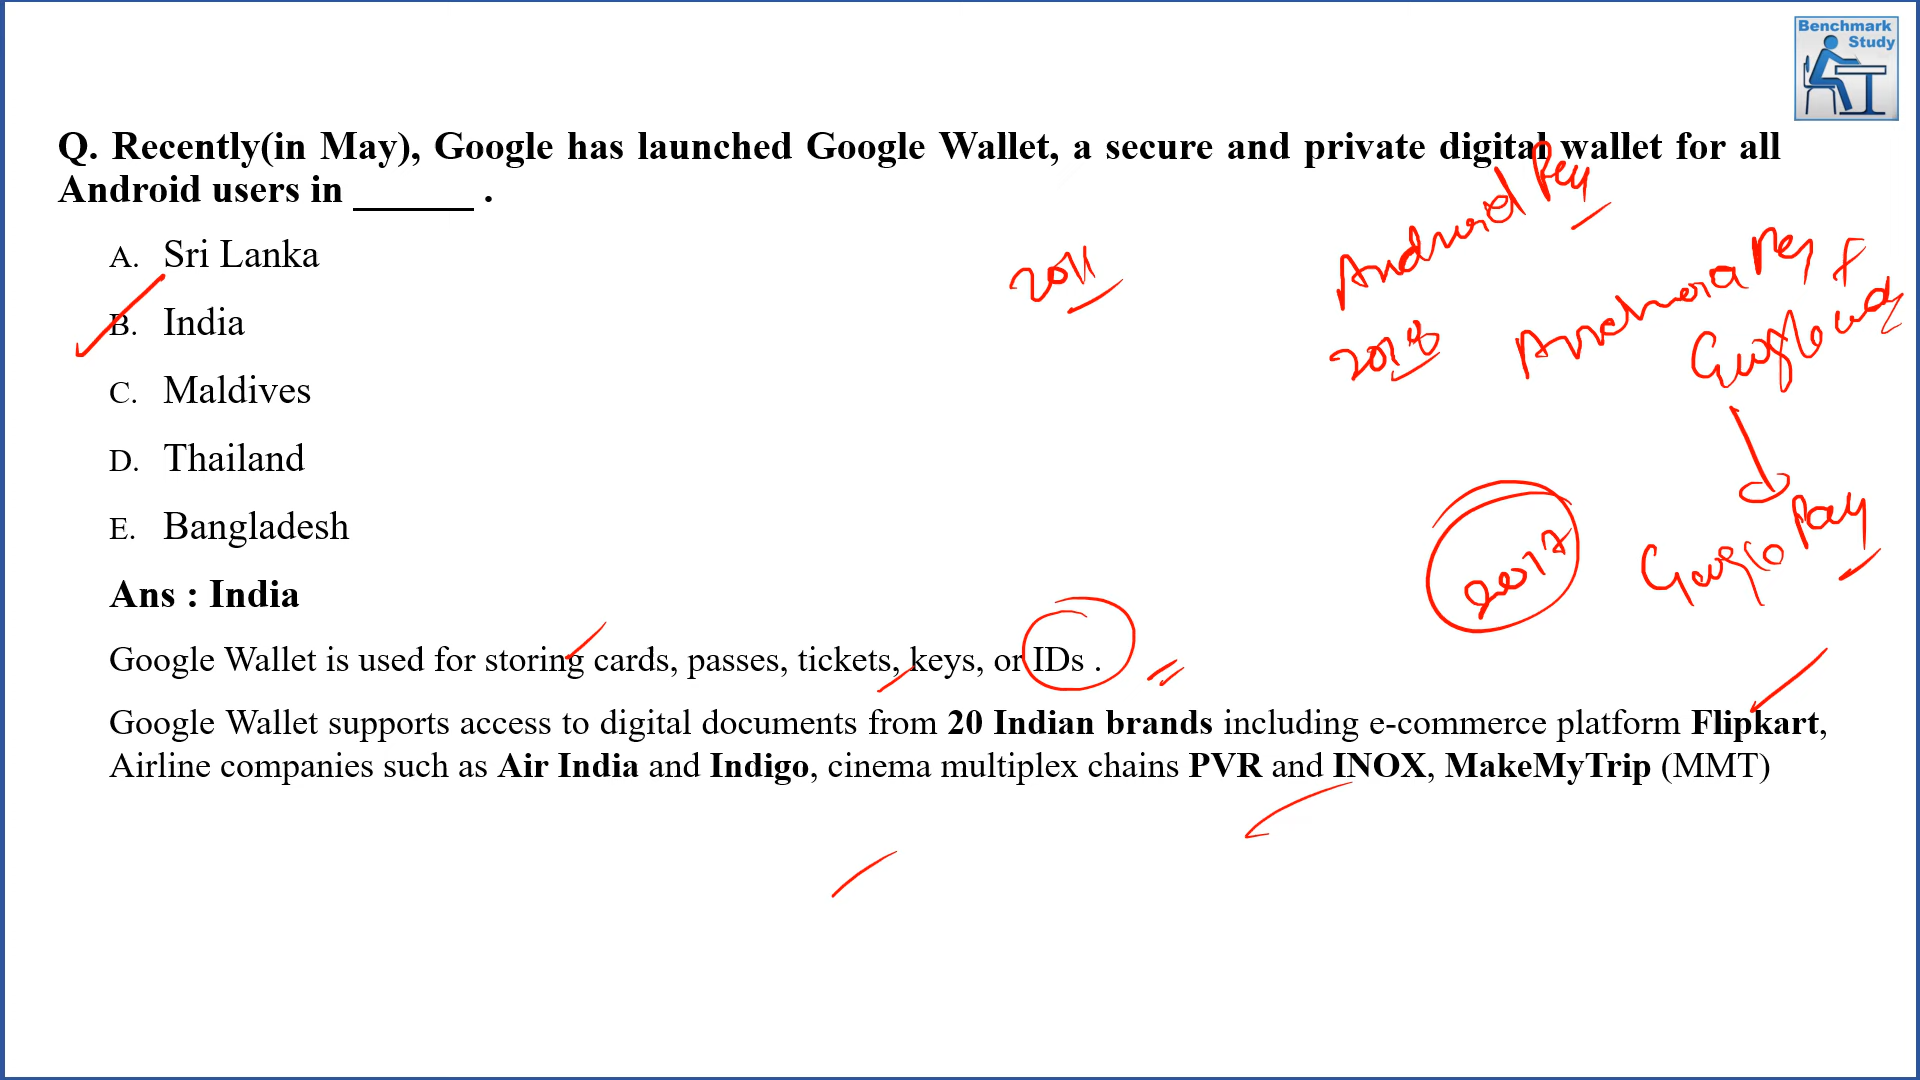 Benchmark
Study
Q. Recently(in May), Google has launched Google Wallet, a secure and private digital wallet for all
Android users in ______ .
A. Sri Lanka
B. India
C. Maldives
D. Thailand
E. Bangladesh
Ans : India
Google Wallet is used for storing cards, passes, tickets, keys, or IDs .
Google Wallet supports access to digital documents from 20 Indian brands including e-commerce platform Flipkart,
Airline companies such as Air India and Indigo, cinema multiplex chains PVR and INOX, MakeMyTrip (MMT)
2011
Android Pay
2018
Android Pay +
Google
Google Pay
2017